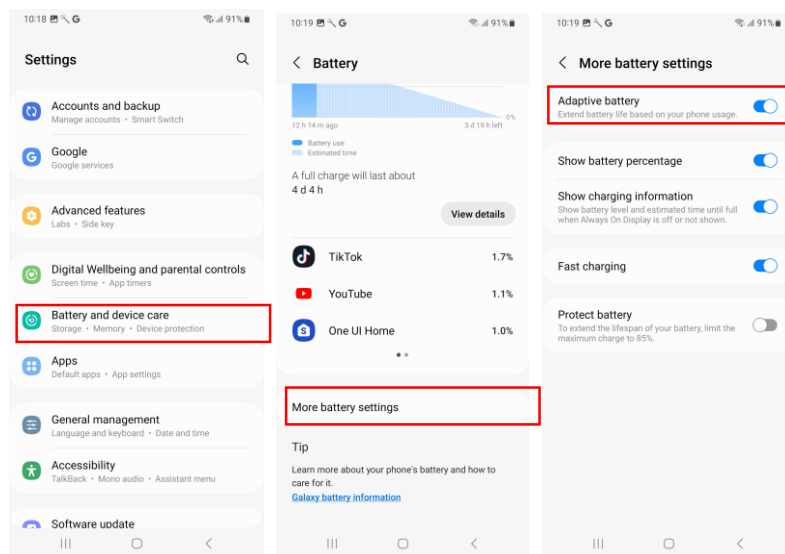 10:18 G 91%
Settings
Accounts and backup
Manage accounts • Smart Switch
Google
Google services
Advanced features
Labs • Side key
Digital Wellbeing and parental controls
Screen time • App timers
Battery and device care
Storage • Memory • Device protection
Apps
Default apps • App settings
General management
Language and keyboard • Date and time
Accessibility
TalkBack • Mono audio • Assistant menu
Software update
10:19 G 91%
Battery
0%
12 h 14 m ago 3 d 19 h left
Battery use
Estimated time
A full charge will last about
4 d 4 h
View details
TikTok 1.7%
YouTube 1.1%
One UI Home 1.0%
More battery settings
Tip
Learn more about your phone's battery and how to
care for it.
Galaxy battery information
10:19 G 91%
More battery settings
Adaptive battery
Extend battery life based on your phone usage.
Show battery percentage
Show charging information
Show battery level and estimated time until full
when Always On Display is off or not shown.
Fast charging
Protect battery
To extend the lifespan of your battery, limit the
maximum charge to 85%.